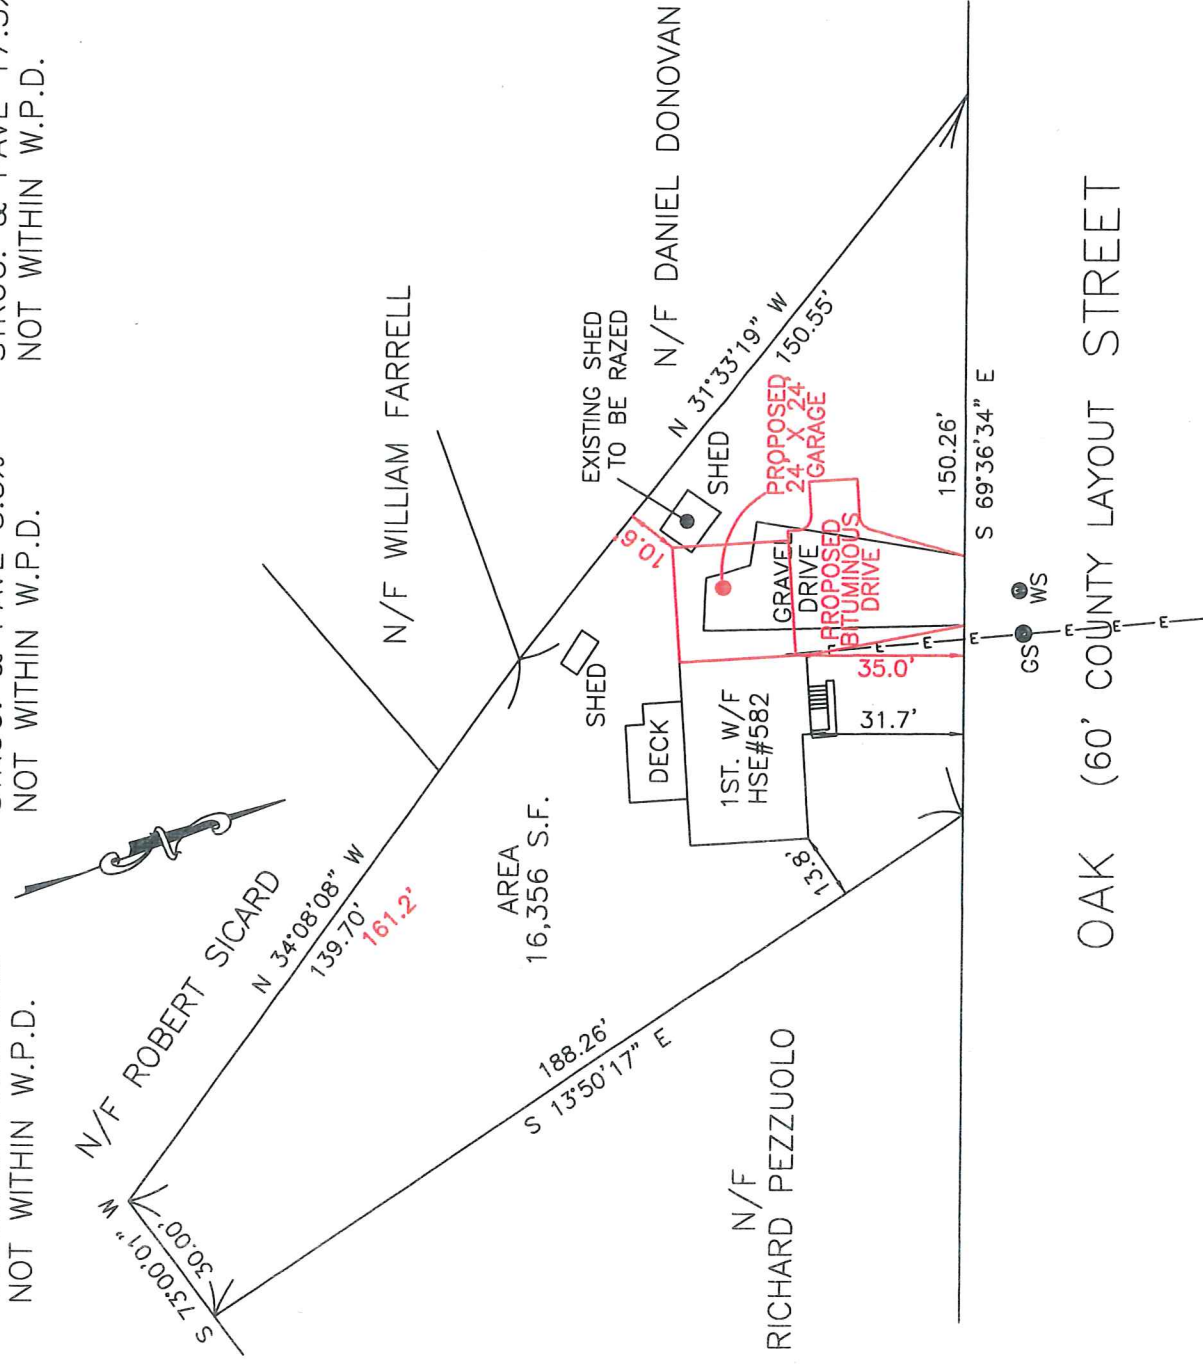 NOT WITHIN W.P.D.
NOT WITHIN W.P.D.
NOT WITHIN W.P.D.
N/F ROBERT SICARD
N/F WILLIAM FARRELL
N/F DANIEL DONOVAN
S 73°00'01" W
30.00'
N 34°08'08" W
139.70'
161.2'
EXISTING SHED
TO BE RAZED
N 31°33'19" W
150.55'
SHED
SHED
10.6'
PROPOSED
24' X 24'
GARAGE
AREA
16,356 S.F.
DECK
1ST. W/F
HSE#582
GRAVEL
DRIVE
PROPOSED
BITUMINOUS
DRIVE
13.8'
31.7'
35.0'
188.26'
S 13°50'17" E
N/F
RICHARD PEZZUOLO
150.26'
S 69°36'34" E
E E E E E E
GS
WS
OAK (60' COUNTY LAYOUT STREET